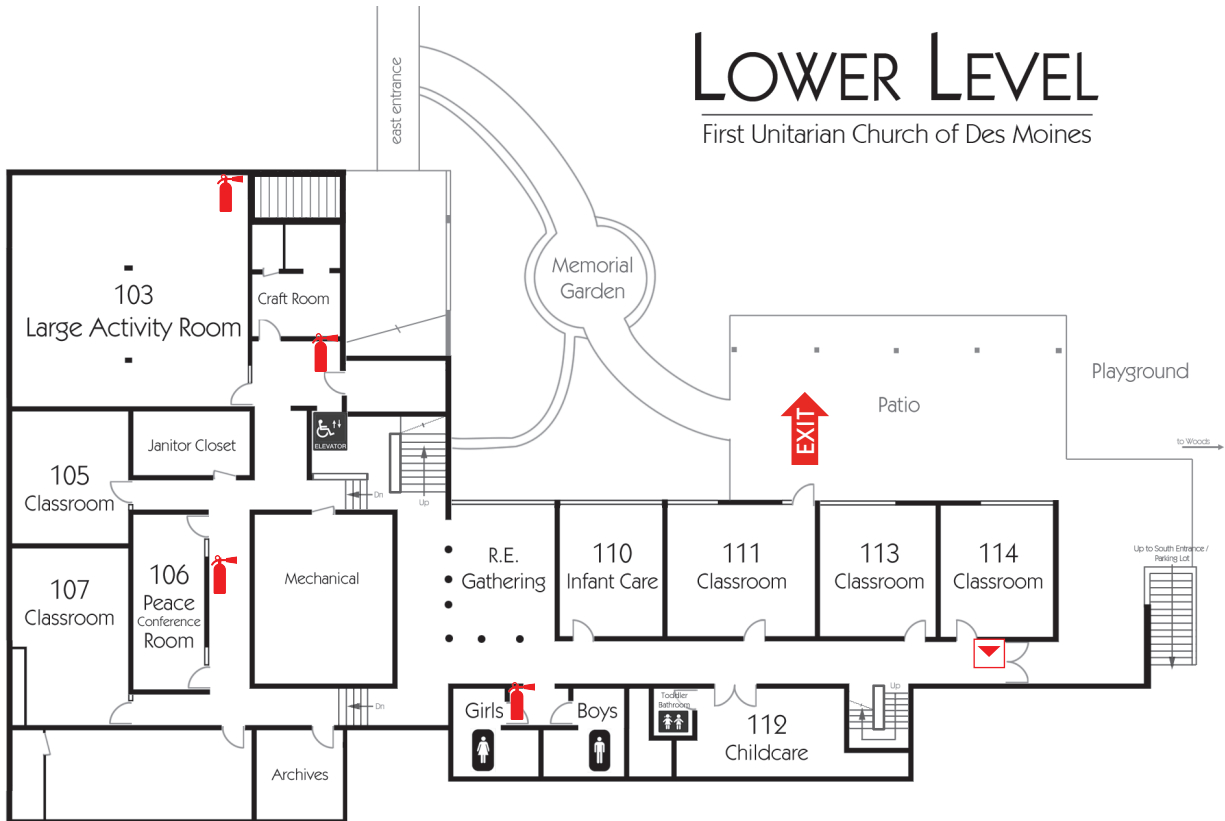 LOWER LEVEL
First Unitarian Church of Des Moines
east entrance
Memorial
Garden
103
Large Activity Room
Craft Room
Playground
Patio
EXIT
to Woods
ELEVATOR
Janitor Closet
105
Classroom
Dn
Up
106
Peace
Conference
Room
107
Classroom
Mechanical
R.E.
Gathering
110
Infant Care
111
Classroom
113
Classroom
114
Classroom
Up to South Entrance /
Parking Lot
Dn
Girls
Boys
Toddler
Bathroom
Up
112
Childcare
Archives